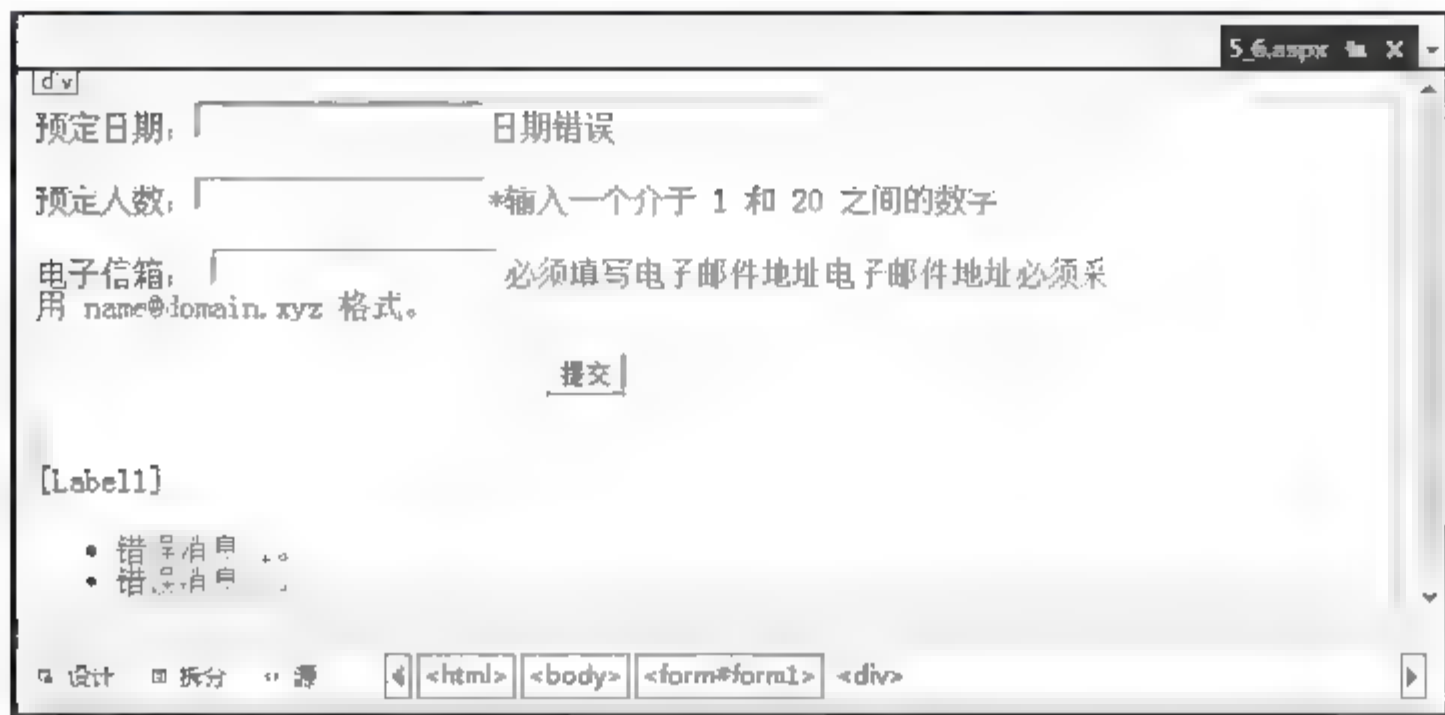 5_6.aspx
div
预定日期: 日期错误
预定人数: *输入一个介于 1 和 20 之间的数字
电子信箱: 必须填写电子邮件地址电子邮件地址必须采
用 name@domain.xyz 格式。
提交
[Label1]
• 错误消息
• 错误消息
设计 拆分 源 <html> <body> <form#form1> <div>